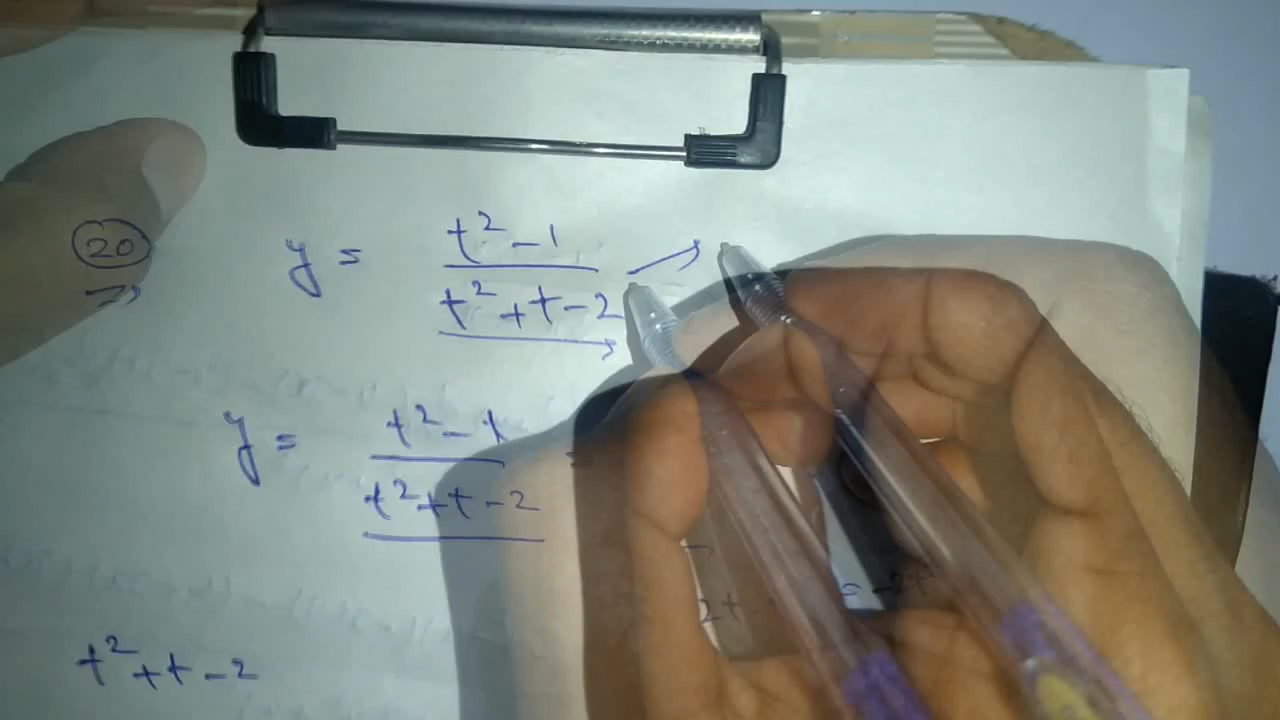 (20) y = t²-1 / t²+t-2
y = t²-1 / t²+t-2
t²+t-2